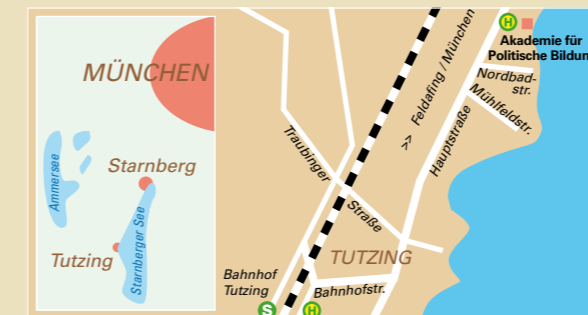 MÜNCHEN
Starnberg
Ammersee
Starnberger See
Tutzing
H
Akademie für
Politische Bildun
Nordbad-
str.
Mühlfeldstr.
Feldafing / München
Hauptstraße
Traubinger
Straße
TUTZING
Bahnhof
Tutzing
Bahnhofstr.
S
H